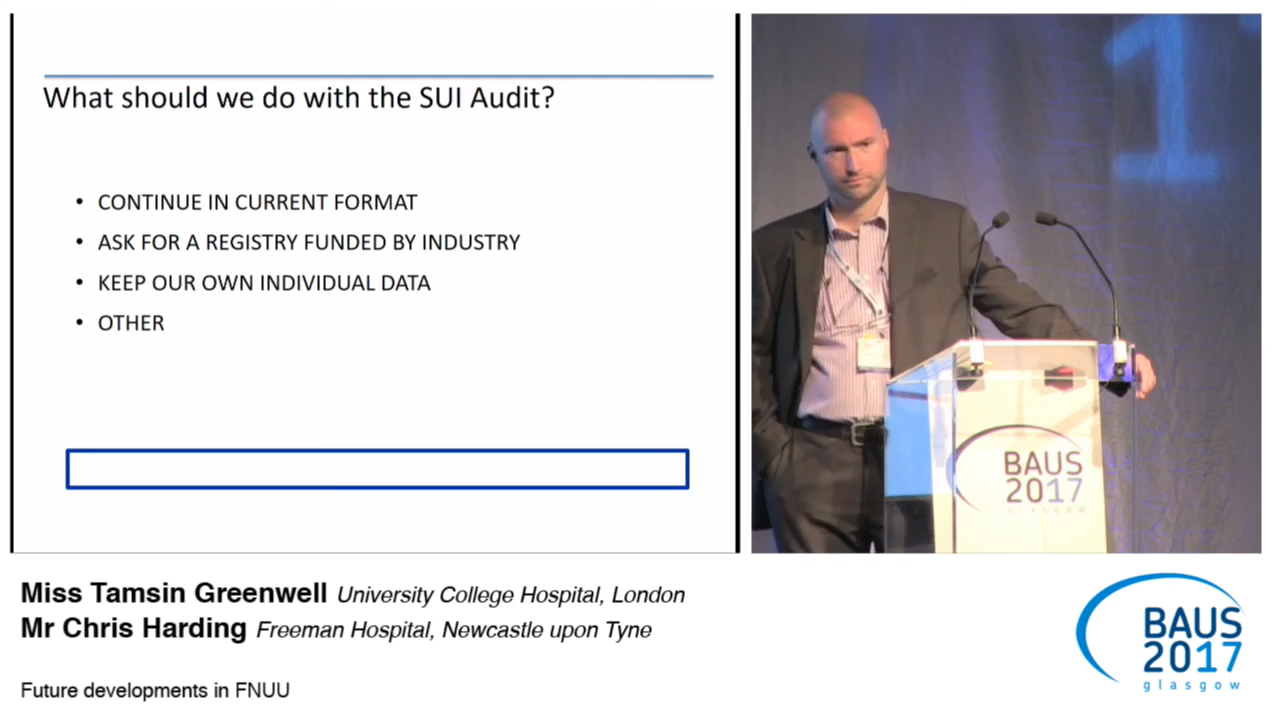 What should we do with the SUI Audit?
• CONTINUE IN CURRENT FORMAT
• ASK FOR A REGISTRY FUNDED BY INDUSTRY
• KEEP OUR OWN INDIVIDUAL DATA
• OTHER
1
BAUS
2017
GLASGOW
Miss Tamsin Greenwell University College Hospital, London
Mr Chris Harding Freeman Hospital, Newcastle upon Tyne
Future developments in FNUU
BAUS
2017
glasgow